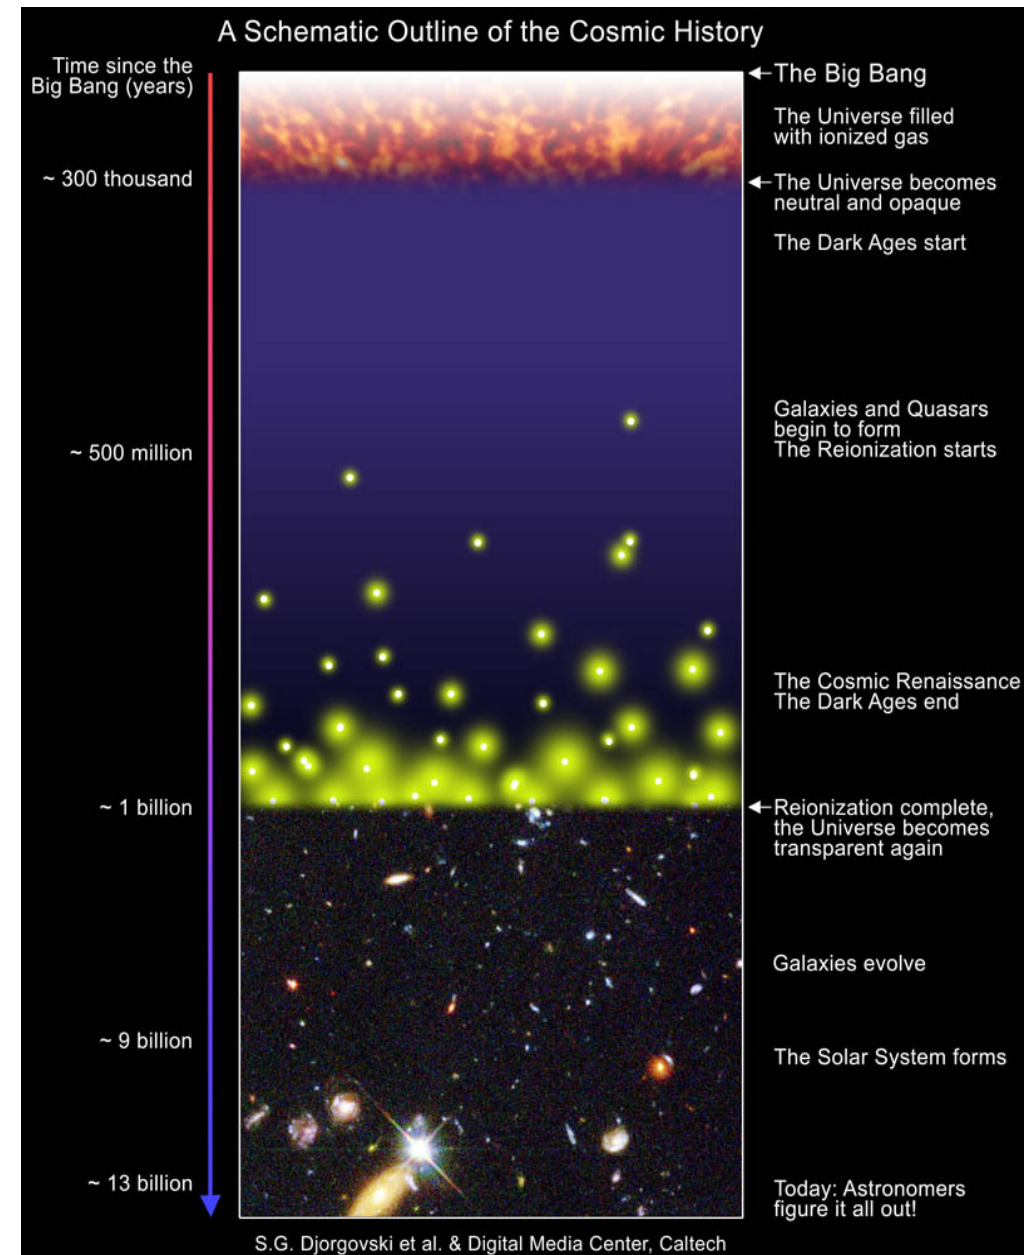 A Schematic Outline of the Cosmic History
Time since the
Big Bang (years)
The Big Bang
The Universe filled
with ionized gas
~ 300 thousand
The Universe becomes
neutral and opaque
The Dark Ages start
Galaxies and Quasars
begin to form
The Reionization starts
~ 500 million
The Cosmic Renaissance
The Dark Ages end
~ 1 billion
Reionization complete,
the Universe becomes
transparent again
Galaxies evolve
~ 9 billion
The Solar System forms
~ 13 billion
Today: Astronomers
figure it all out!
S.G. Djorgovski et al. & Digital Media Center, Caltech